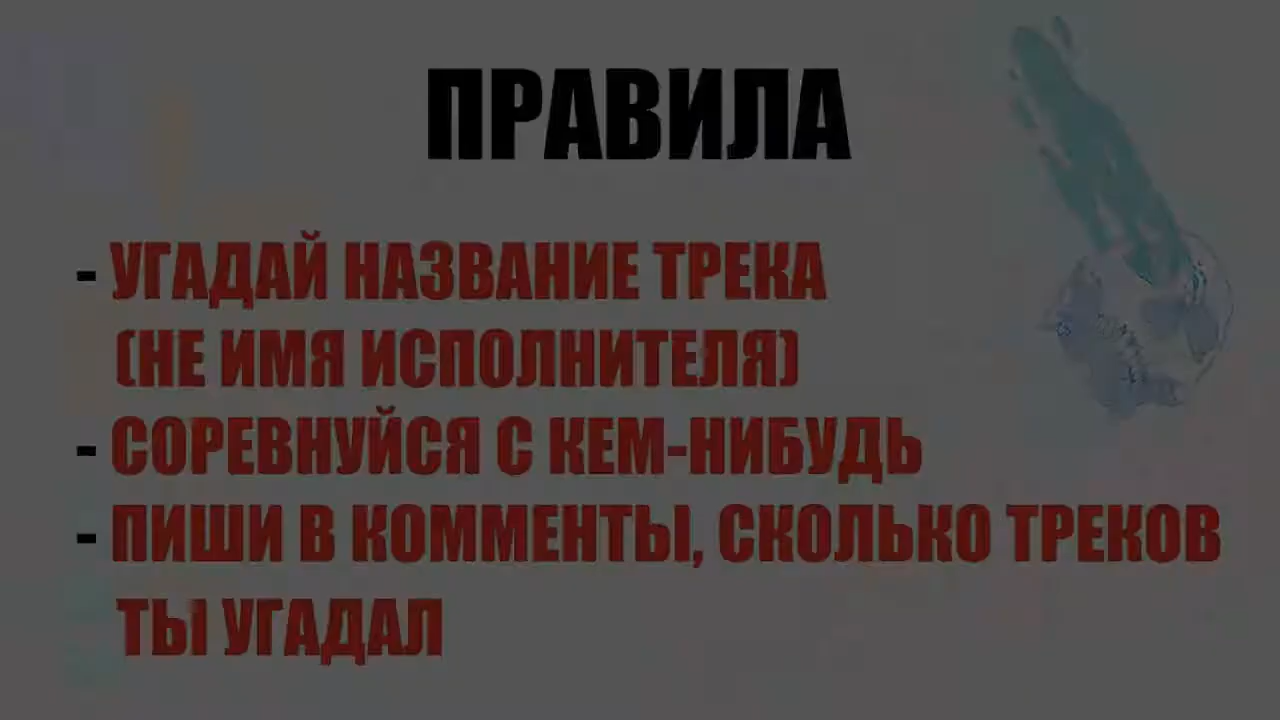 ПРАВИЛА
- УГАДАЙ НАЗВАНИЕ ТРЕКА
(НЕ ИМЯ ИСПОЛНИТЕЛЯ)
- СОРЕВНУЙСЯ С КЕМ-НИБУДЬ
- ПИШИ В КОММЕНТЫ, СКОЛЬКО ТРЕКОВ
ТЫ УГАДАЛ